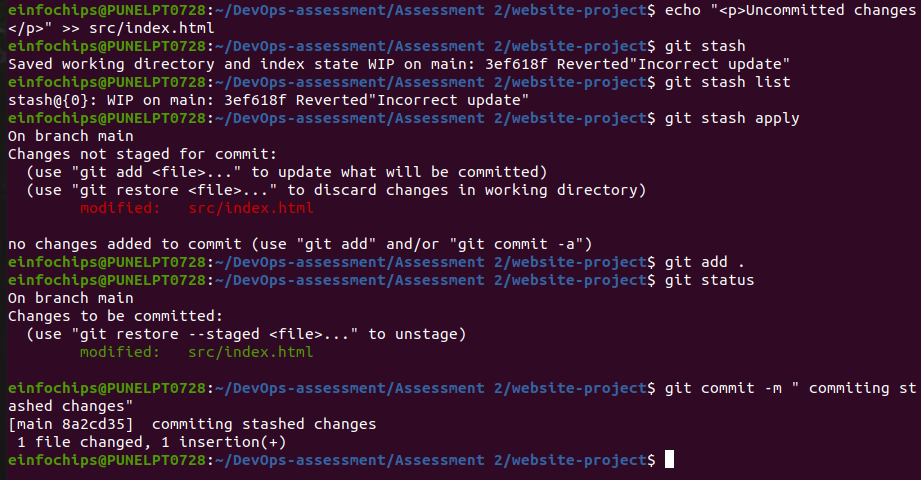 einfochips@PUNELPT0728:~/DevOps-assessment/Assessment 2/website-project$ echo "<p>Uncommitted changes
</p>" >> src/index.html
einfochips@PUNELPT0728:~/DevOps-assessment/Assessment 2/website-project$ git stash
Saved working directory and index state WIP on main: 3ef618f Reverted"Incorrect update"
einfochips@PUNELPT0728:~/DevOps-assessment/Assessment 2/website-project$ git stash list
stash@{0}: WIP on main: 3ef618f Reverted"Incorrect update"
einfochips@PUNELPT0728:~/DevOps-assessment/Assessment 2/website-project$ git stash apply
On branch main
Changes not staged for commit:
  (use "git add <file>..." to update what will be committed)
  (use "git restore <file>..." to discard changes in working directory)
        modified:   src/index.html

no changes added to commit (use "git add" and/or "git commit -a")
einfochips@PUNELPT0728:~/DevOps-assessment/Assessment 2/website-project$ git add .
einfochips@PUNELPT0728:~/DevOps-assessment/Assessment 2/website-project$ git status
On branch main
Changes to be committed:
  (use "git restore --staged <file>..." to unstage)
        modified:   src/index.html

einfochips@PUNELPT0728:~/DevOps-assessment/Assessment 2/website-project$ git commit -m " commiting st
ashed changes"
[main 8a2cd35]  commiting stashed changes
 1 file changed, 1 insertion(+)
einfochips@PUNELPT0728:~/DevOps-assessment/Assessment 2/website-project$